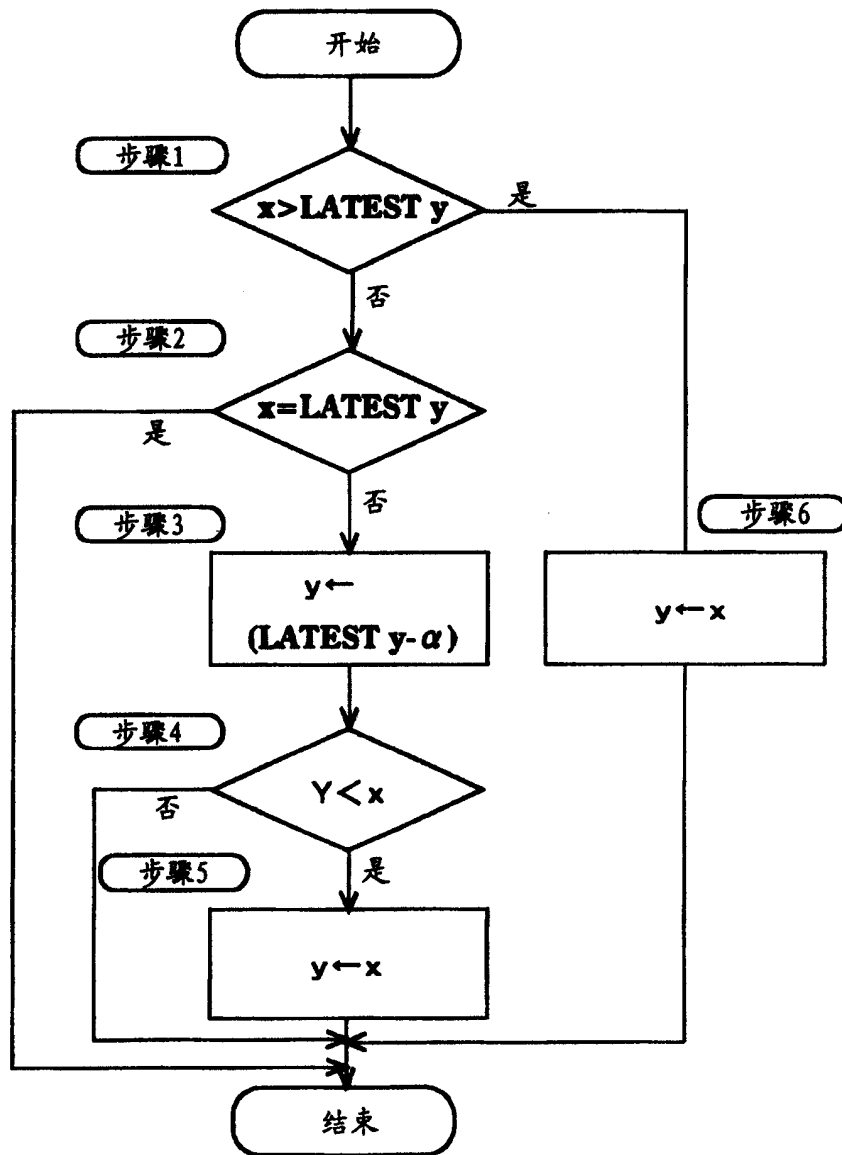 开始
步骤1
x>LATEST y
是
否
步骤2
x=LATEST y
是
否
步骤3
y←
(LATEST y-α)
步骤6
y←x
步骤4
Y<x
否
步骤5
是
y←x
结束